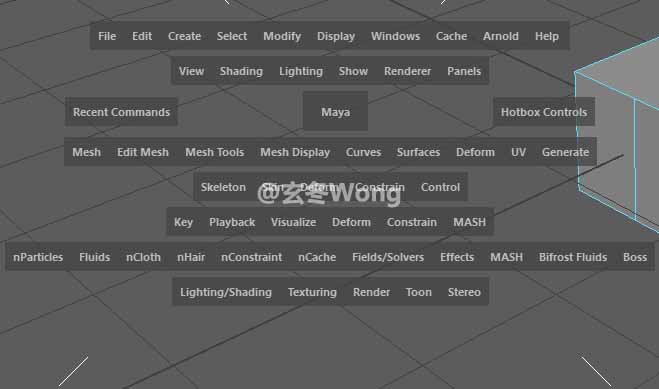 File Edit Create Select Modify Display Windows Cache Arnold Help
View Shading Lighting Show Renderer Panels
Recent Commands Maya Hotbox Controls
Mesh Edit Mesh Mesh Tools Mesh Display Curves Surfaces Deform UV Generate
Skeleton Skin Deform Constrain Control
@玄冬Wong
Key Playback Visualize Deform Constrain MASH
nParticles Fluids nCloth nHair nConstraint nCache Fields/Solvers Effects MASH Bifrost Fluids Boss
Lighting/Shading Texturing Render Toon Stereo